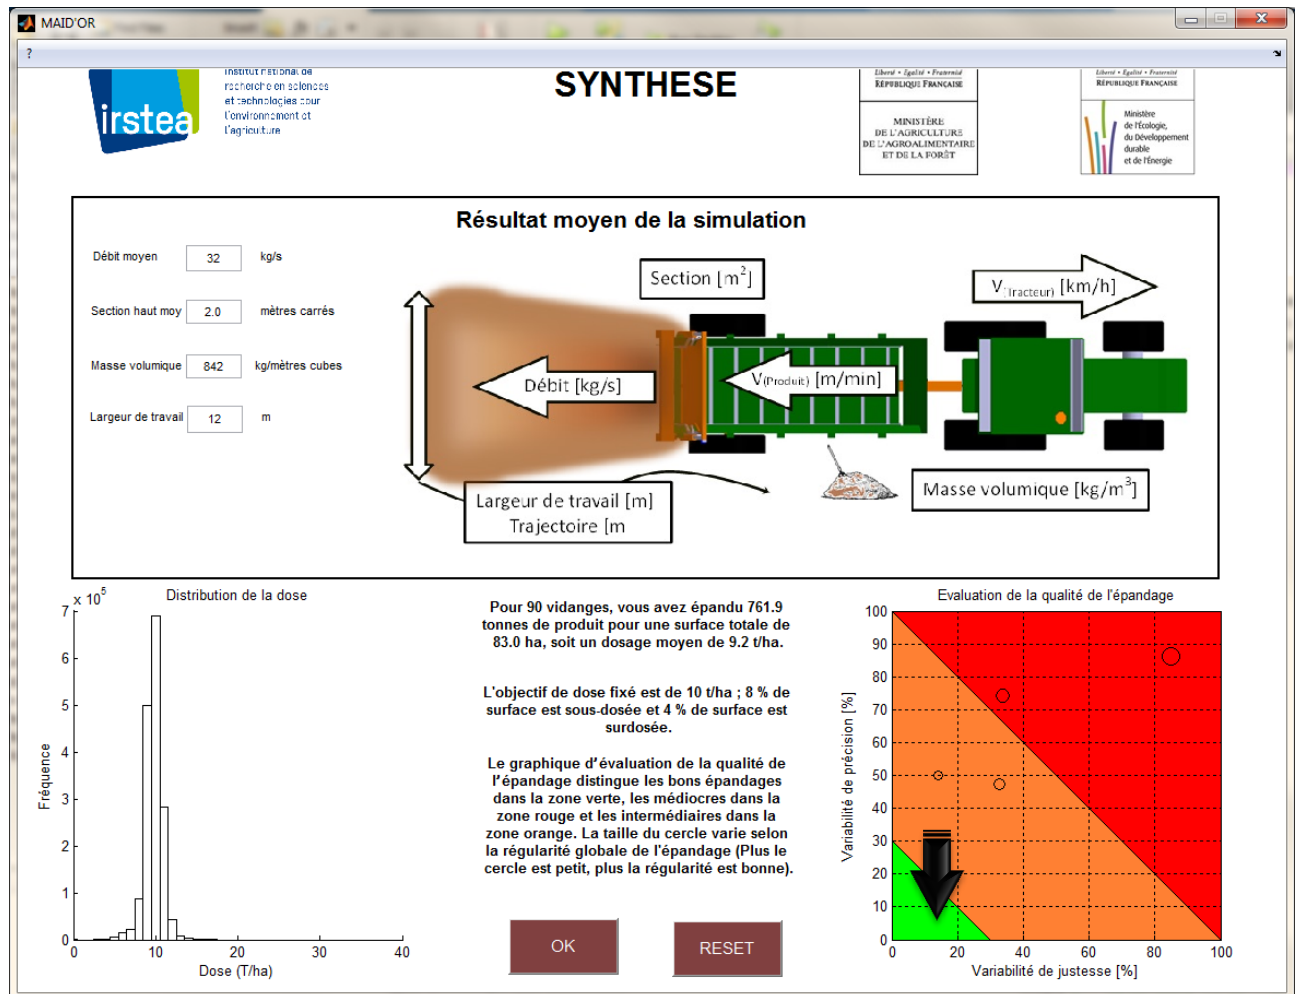 MAID'OR
?
Institut national de
recherche en sciences
et technologies pour
l'environnement et
l'agriculture
irstea
SYNTHESE
Liberté • Égalité • Fraternité
RÉPUBLIQUE FRANÇAISE
MINISTÈRE
DE L'AGRICULTURE
DE L'AGROALIMENTAIRE
ET DE LA FORÊT
Liberté • Égalité • Fraternité
RÉPUBLIQUE FRANÇAISE
Ministère
de l'Écologie,
du Développement
durable
et de l'Énergie
Résultat moyen de la simulation
Débit moyen 32 kg/s
Section haut moy 2.0 mètres carrés
Masse volumique 842 kg/mètres cubes
Largeur de travail 12 m
Section [m²]
V(Tracteur) [km/h]
Débit [kg/s]
V(Produit) [m/min]
Largeur de travail [m]
Trajectoire [m
Masse volumique [kg/m³]
Distribution de la dose
x 10⁵
7
6
5
4
3
2
1
0
Fréquence
0 10 20 30 40
Dose (T/ha)
Pour 90 vidanges, vous avez épandu 761.9
tonnes de produit pour une surface totale de
83.0 ha, soit un dosage moyen de 9.2 t/ha.
L'objectif de dose fixé est de 10 t/ha ; 8 % de
surface est sous-dosée et 4 % de surface est
surdosée.
Le graphique d'évaluation de la qualité de
l'épandage distingue les bons épandages
dans la zone verte, les médiocres dans la
zone rouge et les intermédiaires dans la
zone orange. La taille du cercle varie selon
la régularité globale de l'épandage (Plus le
cercle est petit, plus la régularité est bonne).
OK
RESET
Evaluation de la qualité de l'épandage
100
90
80
70
60
50
40
30
20
10
0
Variabilité de précision [%]
0 20 40 60 80 100
Variabilité de justesse [%]